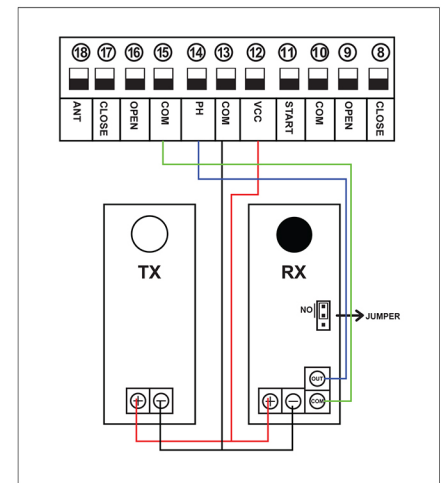 18 17 16 15 14 13 12 11 10 9 8
ANT CLOSE OPEN COM PH COM VCC START COM OPEN CLOSE
TX RX
NO
JUMPER
OUT
+ − + − COM